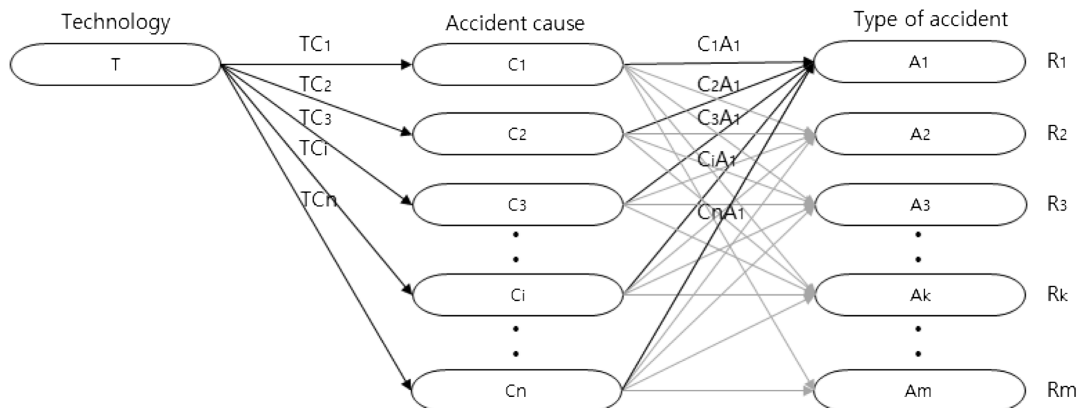 Technology
Accident cause
Type of accident
T
TC1
C1
C1A1
A1
R1
TC2
C2
C2A1
A2
R2
TC3
C3
C3A1
A3
R3
TCi
Ci
CiA1
Ak
Rk
TCn
Cn
CnA1
Am
Rm